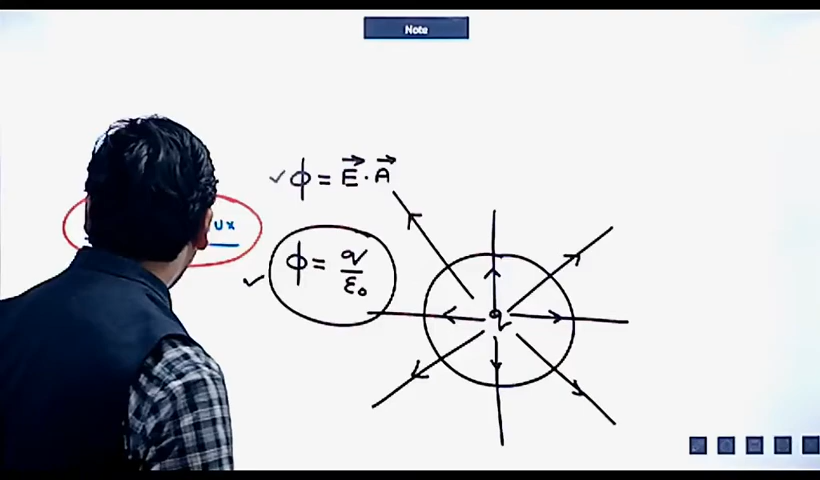 Note
✓ϕ = E⃗ · A⃗
ux
✓ϕ = q/ε₀
q